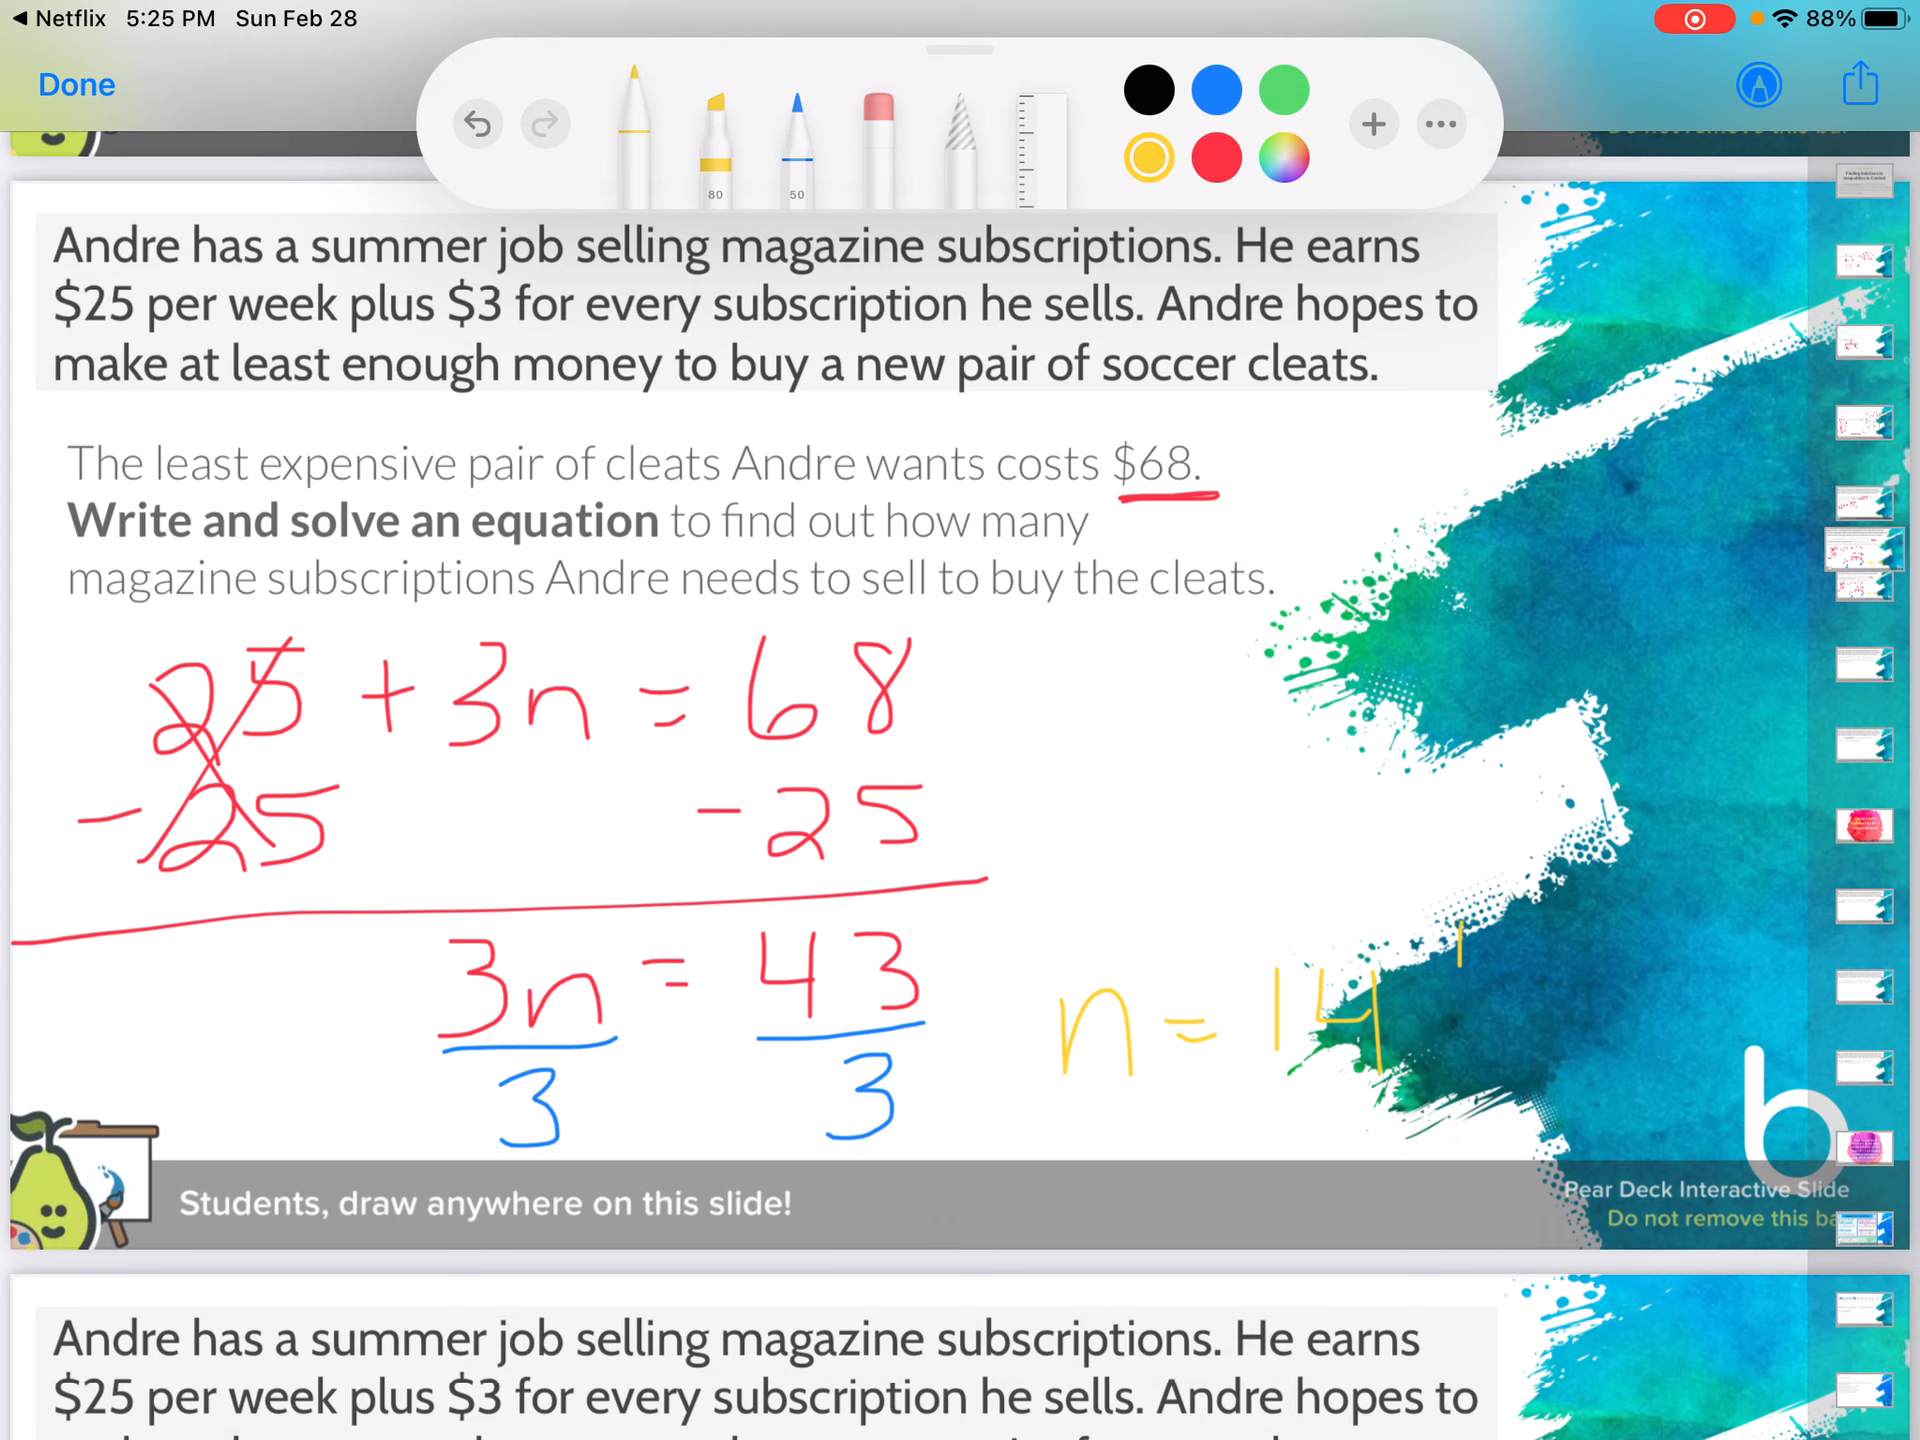 Netflix 5:25 PM Sun Feb 28 88%
Done
80 50
Andre has a summer job selling magazine subscriptions. He earns
$25 per week plus $3 for every subscription he sells. Andre hopes to
make at least enough money to buy a new pair of soccer cleats.
The least expensive pair of cleats Andre wants costs $68.
Write and solve an equation to find out how many
magazine subscriptions Andre needs to sell to buy the cleats.
25 + 3n = 68
-25 -25
3n = 43
3 3
n = 14 1
b
Students, draw anywhere on this slide!
Pear Deck Interactive Slide
Do not remove this ba
Andre has a summer job selling magazine subscriptions. He earns
$25 per week plus $3 for every subscription he sells. Andre hopes to